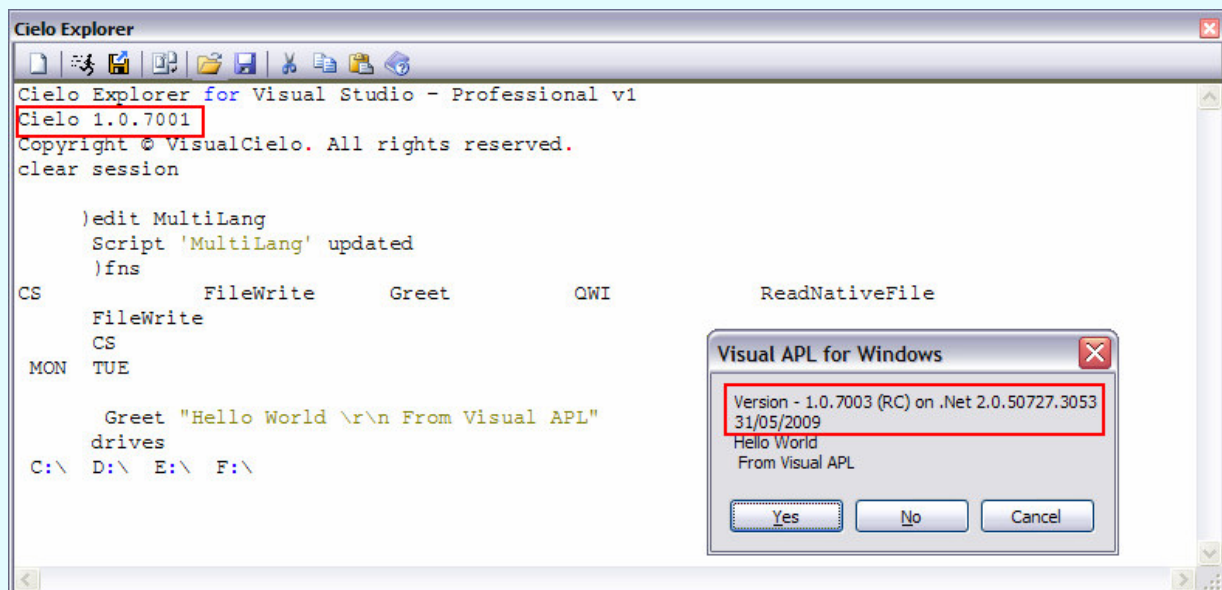 Cielo Explorer
Cielo Explorer for Visual Studio - Professional v1
Cielo 1.0.7001
Copyright © VisualCielo. All rights reserved.
clear session
)edit MultiLang
Script 'MultiLang' updated
)fns
CS FileWrite Greet QWI ReadNativeFile
FileWrite
CS
MON TUE
Greet "Hello World \r\n From Visual APL"
drives
C:\ D:\ E:\ F:\
Visual APL for Windows
Version - 1.0.7003 (RC) on .Net 2.0.50727.3053
31/05/2009
Hello World
From Visual APL
Yes No Cancel